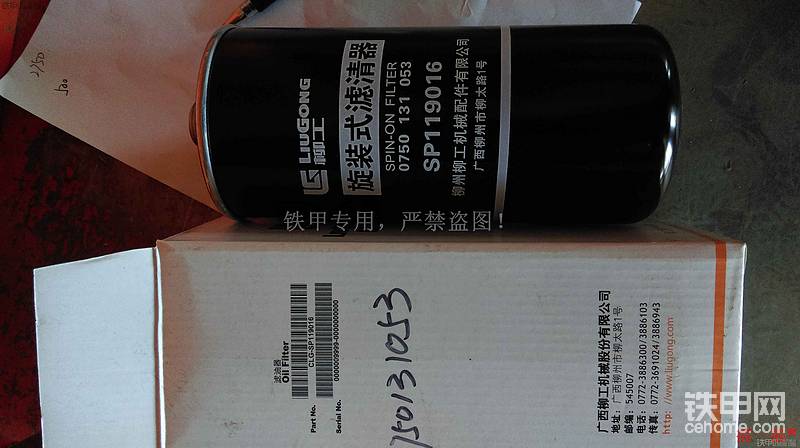 2750
500
LIUGONG
柳工
旋装式滤清器
SPIN-ON FILTER
0750 131 053
SP119016
柳州柳工机械配件有限公司
广西柳州市柳太路1号
铁甲专用，严禁盗图！
滤油器
Oil Filter
Part No.
CLG-SP119016
Serial No.
0000009999-4000000000
750131053
广西柳工机械股份有限公司
地址：广西柳州市柳太路1号
邮编：545007
电话：0772-3886300/3886103
传真：0772-3691024/3886943
http: //www.liugong.com
铁甲网
cehome.com